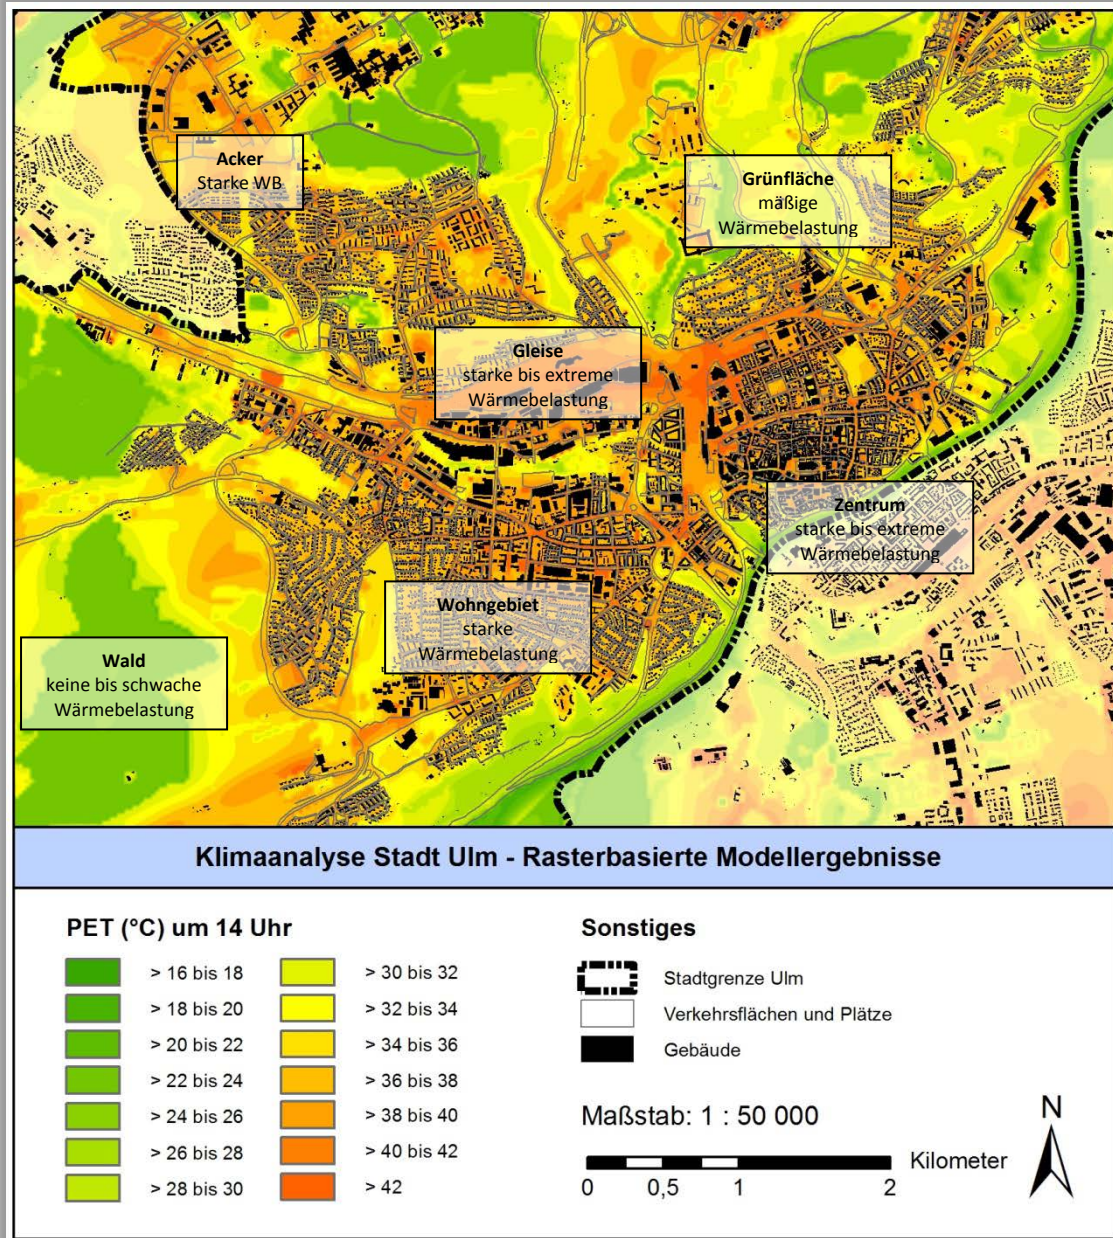 Acker
Starke WB
Grünfläche
mäßige
Wärmebelastung
Gleise
starke bis extreme
Wärmebelastung
Zentrum
starke bis extreme
Wärmebelastung
Wohngebiet
starke
Wärmebelastung
Wald
keine bis schwache
Wärmebelastung
Klimaanalyse Stadt Ulm - Rasterbasierte Modellergebnisse
PET (°C) um 14 Uhr
> 16 bis 18
> 18 bis 20
> 20 bis 22
> 22 bis 24
> 24 bis 26
> 26 bis 28
> 28 bis 30
> 30 bis 32
> 32 bis 34
> 34 bis 36
> 36 bis 38
> 38 bis 40
> 40 bis 42
> 42
Sonstiges
Stadtgrenze Ulm
Verkehrsflächen und Plätze
Gebäude
Maßstab: 1 : 50 000
Kilometer
0 0,5 1 2
N